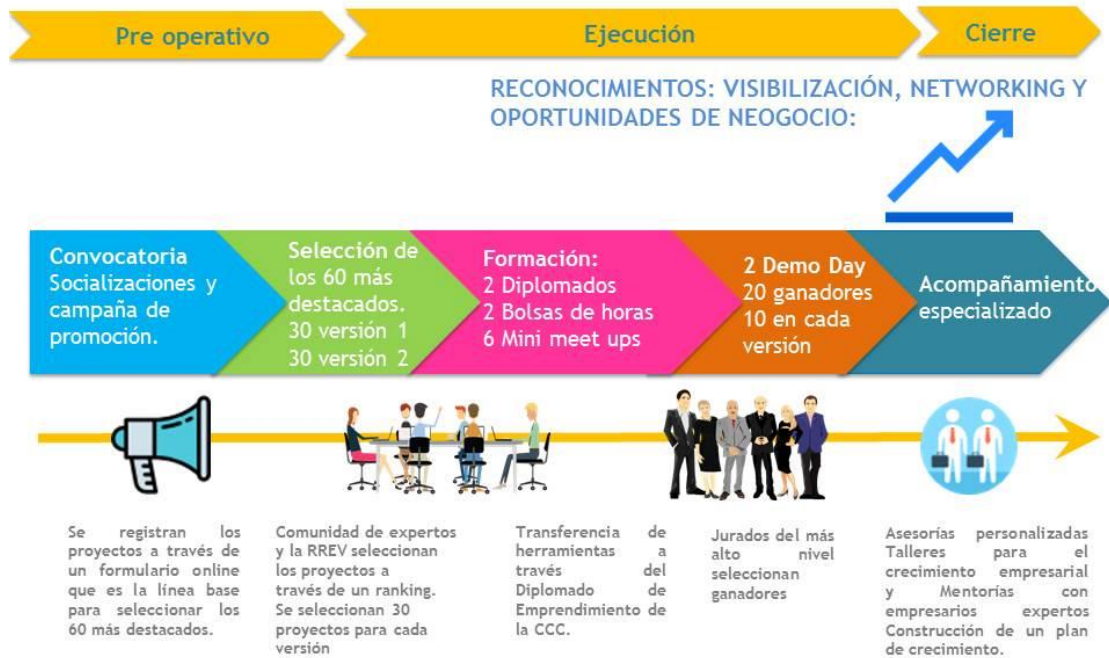 Pre operativo
Ejecución
Cierre
RECONOCIMIENTOS: VISIBILIZACIÓN, NETWORKING Y
OPORTUNIDADES DE NEOGOCIO:
Convocatoria
Socializaciones y
campaña de
promoción.
Selección de
los 60 más
destacados.
30 versión 1
30 versión 2
Formación:
2 Diplomados
2 Bolsas de horas
6 Mini meet ups
2 Demo Day
20 ganadores
10 en cada
versión
Acompañamiento
especializado
Se registran los
proyectos a través de
un formulario online
que es la línea base
para seleccionar los
60 más destacados.
Comunidad de expertos
y la RREV seleccionan
los proyectos a
través de un ranking.
Se seleccionan 30
proyectos para cada
versión
Transferencia de
herramientas a
través del
Diplomado de
Emprendimiento de
la CCC.
Jurados del más
alto nivel
seleccionan
ganadores
Asesorías personalizadas
Talleres para el
crecimiento empresarial
y Mentorías con
empresarios expertos
Construcción de un plan
de crecimiento.